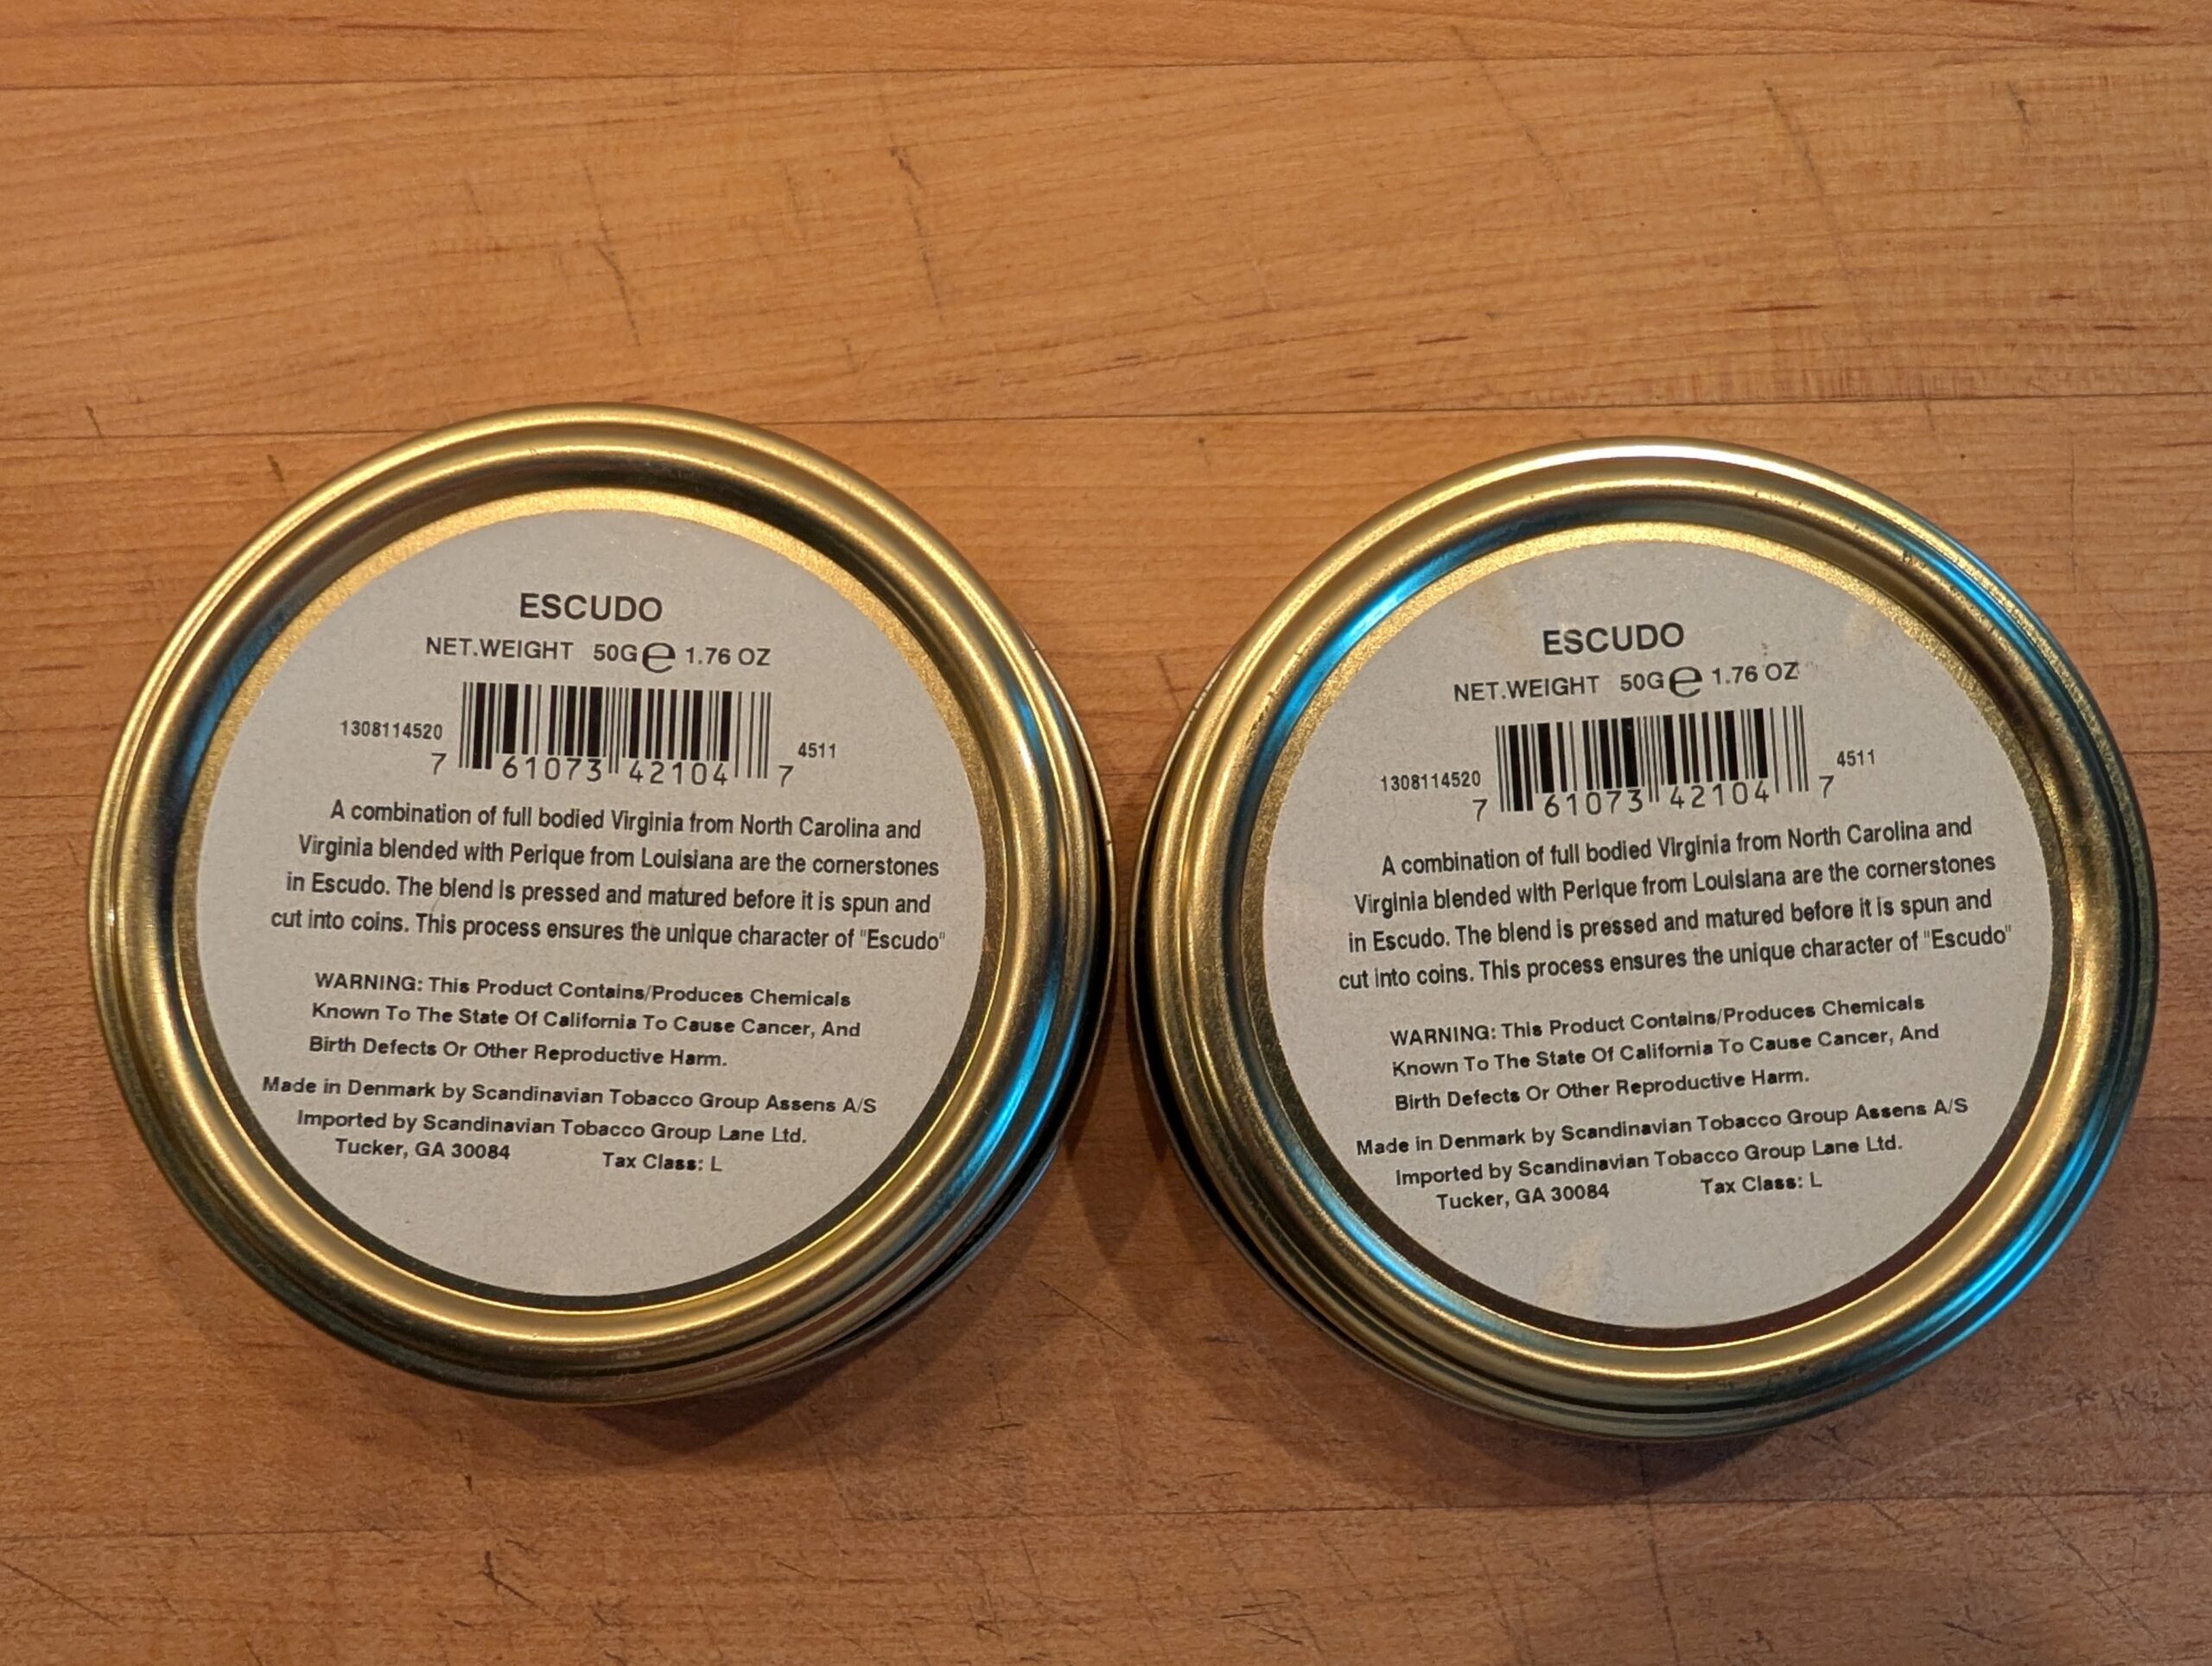 ESCUDO
NET.WEIGHT 50G℮ 1.76 OZ
1308114520
7 61073 42104 7
4511
A combination of full bodied Virginia from North Carolina and
Virginia blended with Perique from Louisiana are the cornerstones
in Escudo. The blend is pressed and matured before it is spun and
cut into coins. This process ensures the unique character of "Escudo"
WARNING: This Product Contains/Produces Chemicals
Known To The State Of California To Cause Cancer, And
Birth Defects Or Other Reproductive Harm.
Made in Denmark by Scandinavian Tobacco Group Assens A/S
Imported by Scandinavian Tobacco Group Lane Ltd.
Tucker, GA 30084 Tax Class: L
ESCUDO
NET.WEIGHT 50G℮ 1.76 OZ
1308114520
7 61073 42104 7
4511
A combination of full bodied Virginia from North Carolina and
Virginia blended with Perique from Louisiana are the cornerstones
in Escudo. The blend is pressed and matured before it is spun and
cut into coins. This process ensures the unique character of "Escudo"
WARNING: This Product Contains/Produces Chemicals
Known To The State Of California To Cause Cancer, And
Birth Defects Or Other Reproductive Harm.
Made in Denmark by Scandinavian Tobacco Group Assens A/S
Imported by Scandinavian Tobacco Group Lane Ltd.
Tucker, GA 30084 Tax Class: L